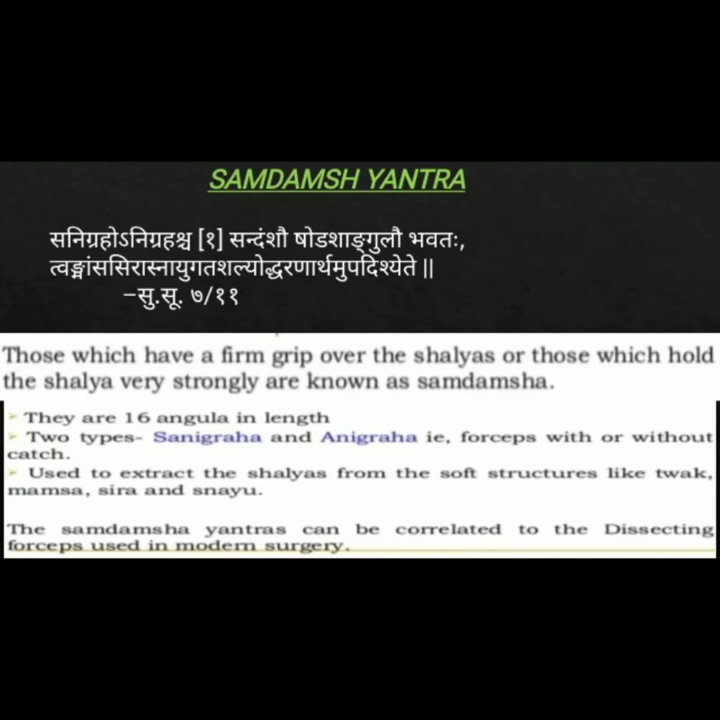 SAMDAMSH YANTRA
सनिग्रहोऽनिग्रहश्च [१] सन्दंशौ षोडशाङ्गुलौ भवतः,
त्वङ्मांससिरास्नायुगतशल्योद्धरणार्थमुपदिश्येते ||
–सु.सू. ७/११
Those which have a firm grip over the shalyas or those which hold
the shalya very strongly are known as samdamsha.
➢ They are 16 angula in length
➢ Two types- Sanigraha and Anigraha ie, forceps with or without
catch.
➢ Used to extract the shalyas from the soft structures like twak,
mamsa, sira and snayu.
The samdamsha yantras can be correlated to the Dissecting
forceps used in modern surgery.